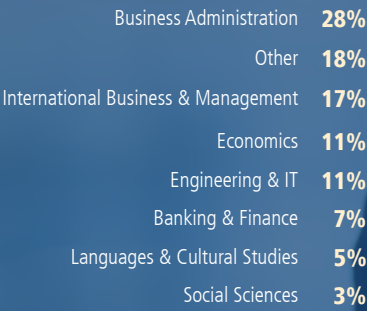 Business Administration 28%
Other 18%
International Business & Management 17%
Economics 11%
Engineering & IT 11%
Banking & Finance 7%
Languages & Cultural Studies 5%
Social Sciences 3%